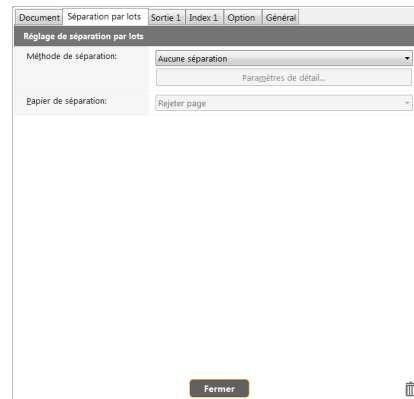 Document Séparation par lots Sortie 1 Index 1 Option Général
Réglage de séparation par lots
Méthode de séparation: Aucune séparation
Paramètres de détail...
Papier de séparation: Rejeter page
Fermer